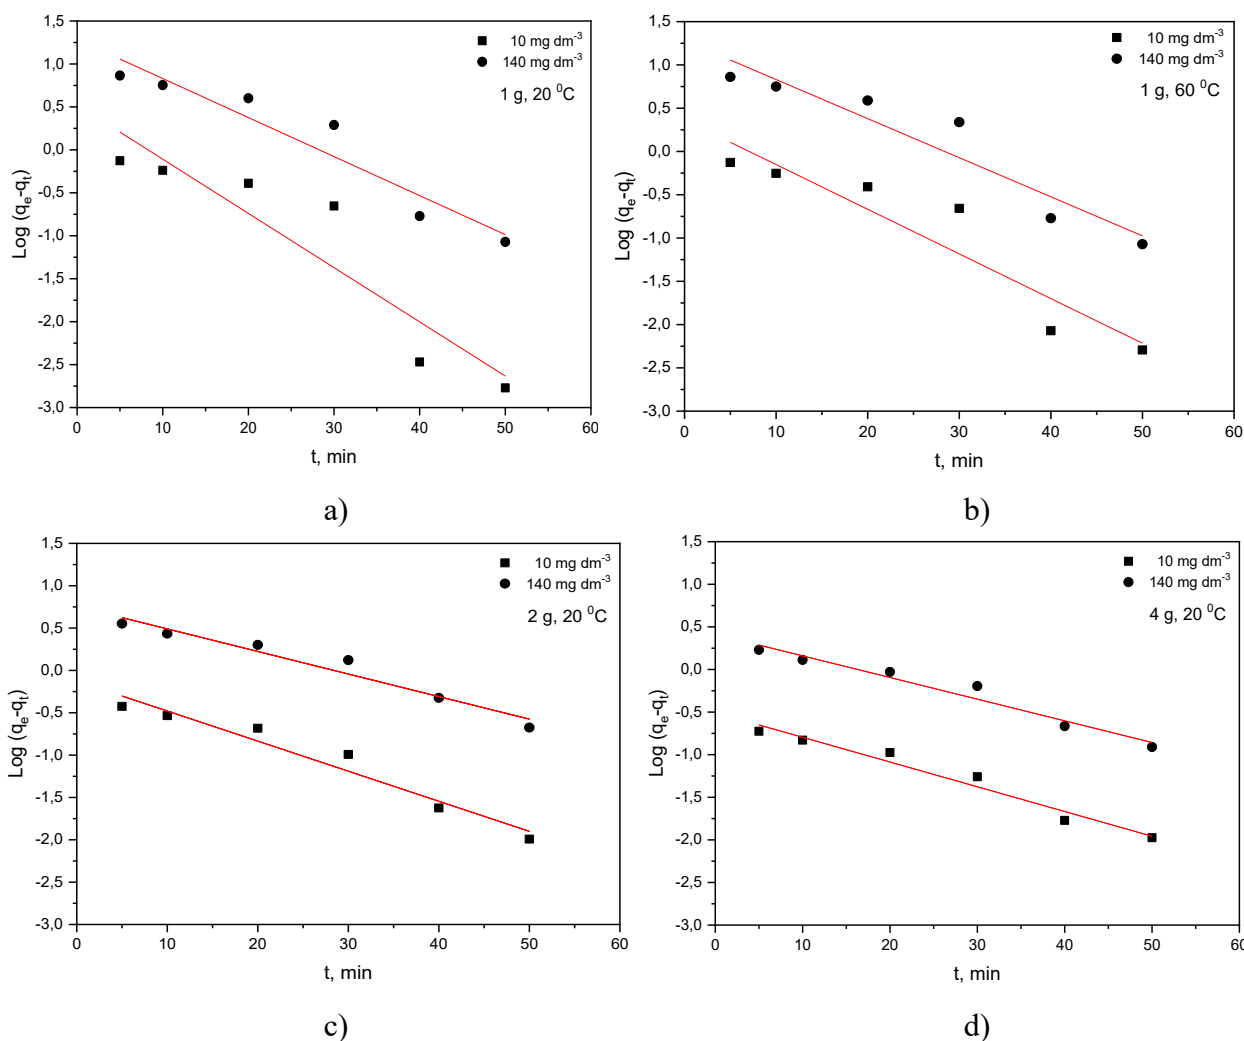 1,5
1,0
0,5
0,0
-0,5
-1,0
-1,5
-2,0
-2,5
-3,0
Log (qe-qt)
10 mg dm-3
140 mg dm-3
1 g, 20 0C
0 10 20 30 40 50 60
t, min
a)
1,5
1,0
0,5
0,0
-0,5
-1,0
-1,5
-2,0
-2,5
-3,0
Log (qe-qt)
10 mg dm-3
140 mg dm-3
1 g, 60 0C
0 10 20 30 40 50 60
t, min
b)
1,5
1,0
0,5
0,0
-0,5
-1,0
-1,5
-2,0
-2,5
-3,0
Log (qe-qt)
10 mg dm-3
140 mg dm-3
2 g, 20 0C
0 10 20 30 40 50 60
t, min
c)
1,5
1,0
0,5
0,0
-0,5
-1,0
-1,5
-2,0
-2,5
-3,0
Log (qe-qt)
10 mg dm-3
140 mg dm-3
4 g, 20 0C
0 10 20 30 40 50 60
t, min
d)